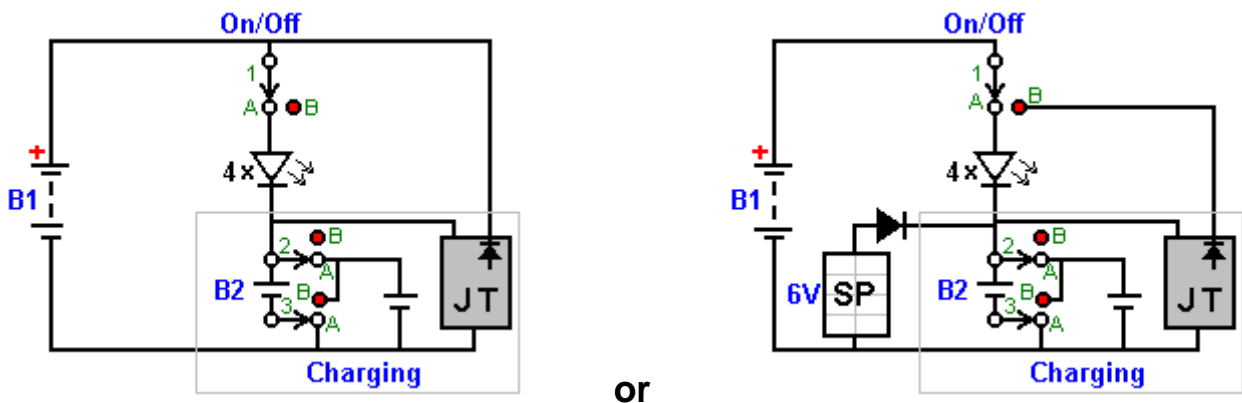 On/Off
1
A B
+
4×
B1
2 B
A
B2 B
3 A
JT
Charging
or
On/Off
1
A B
+
4×
B1
6V SP
2 B
A
B2 B
3 A
JT
Charging